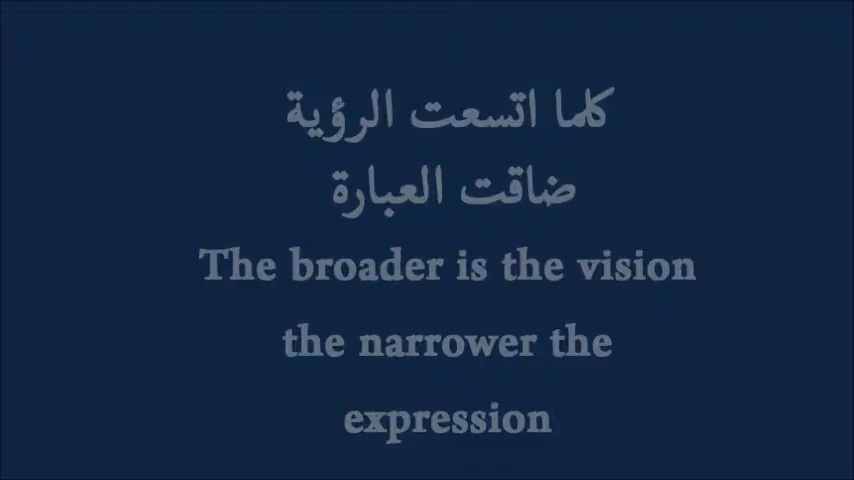 كلما اتسعت الرؤية
ضاقت العبارة
The broader is the vision
the narrower the
expression